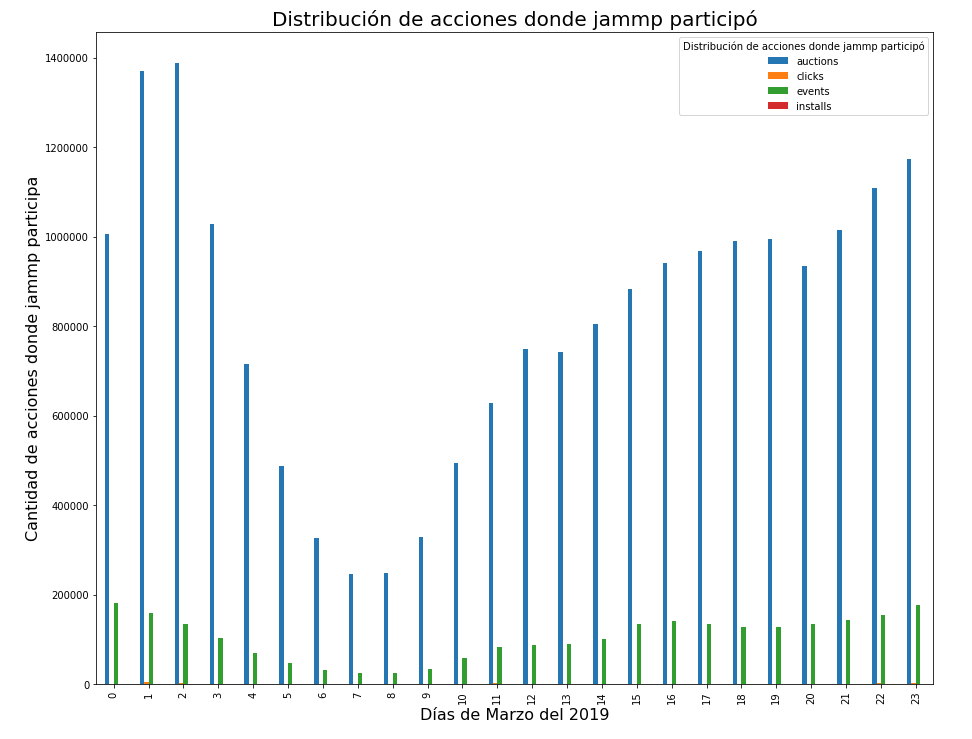 Distribución de acciones donde jammp participó
Distribución de acciones donde jammp participó
auctions
clicks
events
installs
Cantidad de acciones donde jammp participa
1400000
1200000
1000000
800000
600000
400000
200000
0
0 1 2 3 4 5 6 7 8 9 10 11 12 13 14 15 16 17 18 19 20 21 22 23
Días de Marzo del 2019